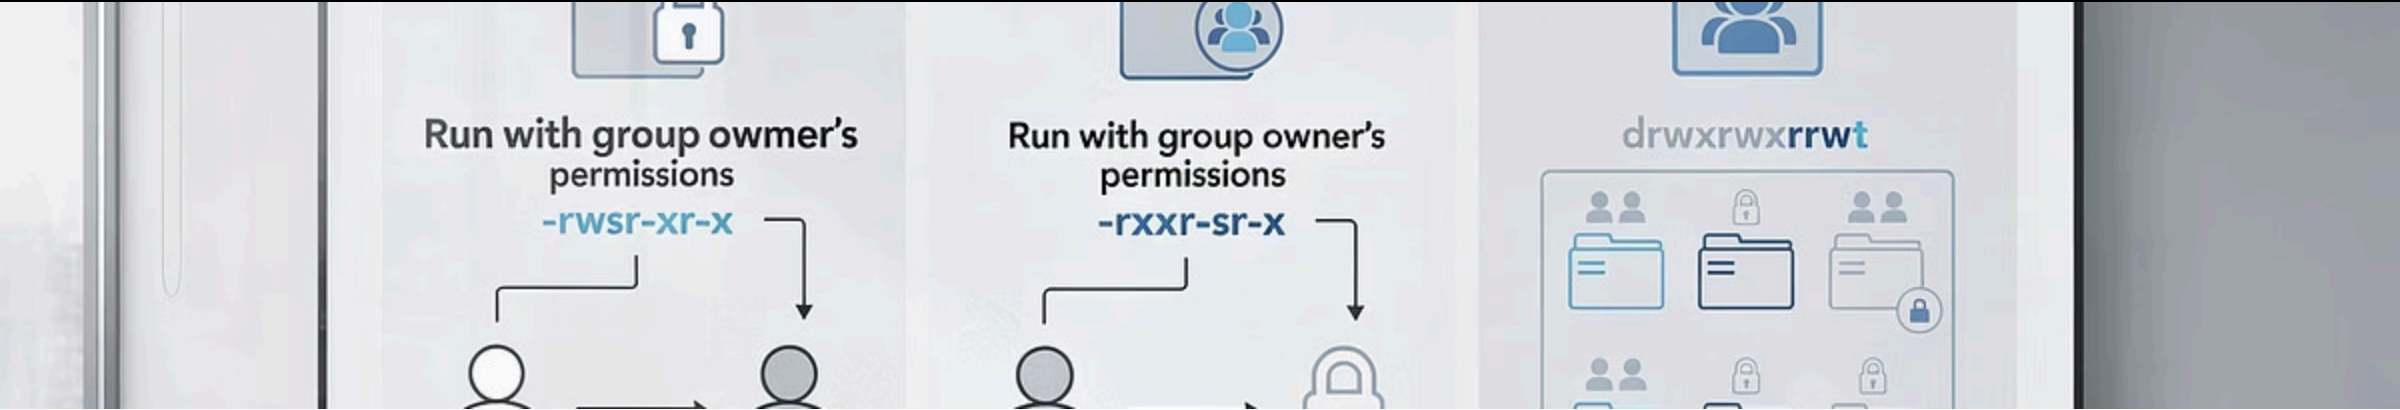 Run with group owmer's
permissions
-rwsr-xr-x
Run with group owner's
permissions
-rxxr-sr-x
drwxrwxrrwt